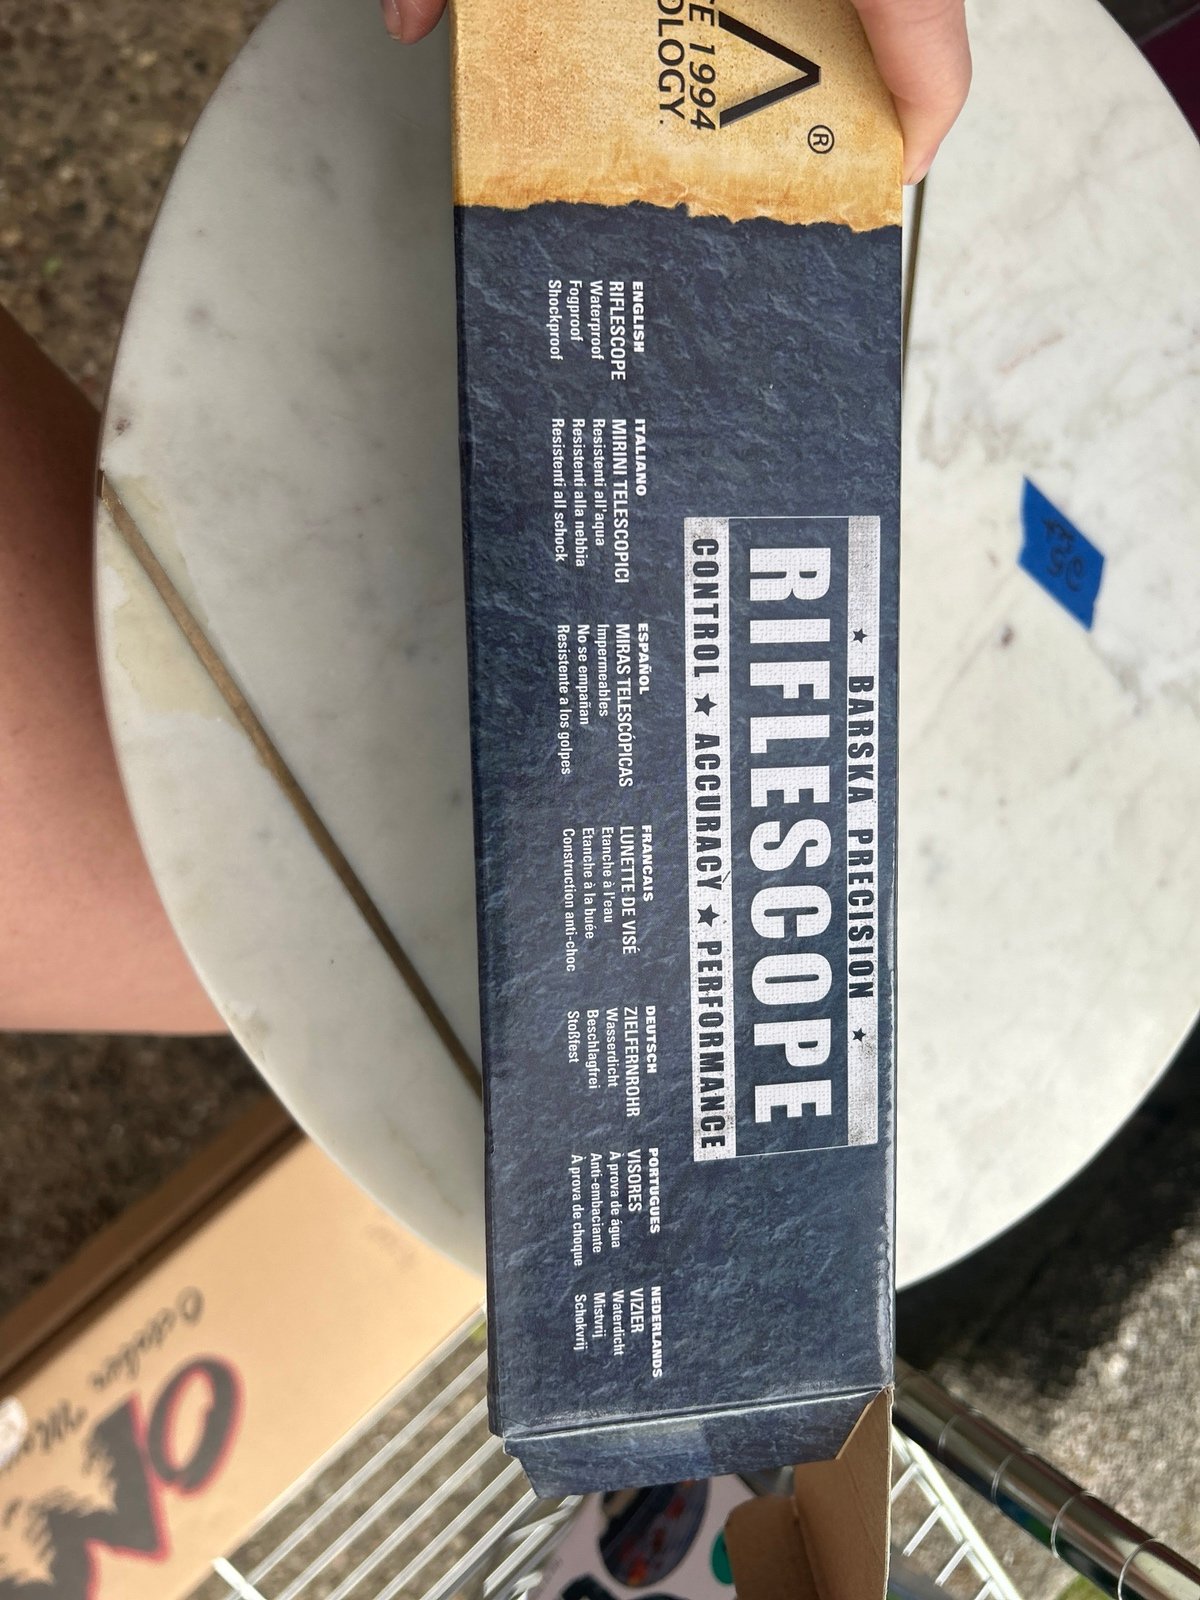 CE 1994
OLOGY.
®
★ BARSKA PRECISION ★
RIFLESCOPE
CONTROL ★ ACCURACY ★ PERFORMANCE
ENGLISH
RIFLESCOPE
Waterproof
Fogproof
Shockproof
ITALIANO
MIRINI TELESCOPICI
Resistenti all'aqua
Resistenti alla nebbia
Resistenti all schock
ESPAÑOL
MIRAS TELESCÓPICAS
Impermeables
No se empañan
Resistente a los golpes
FRANCAIS
LUNETTE DE VISÉ
Etanche à l'eau
Etanche à la buée
Construction anti-choc
DEUTSCH
ZIELFERNROHR
Wasserdicht
Beschlagfrei
Stoßfest
PORTUGUES
VISORES
À prova de água
Anti-embaciante
À prova de choque
NEDERLANDS
VIZIER
Waterdicht
Mistvrij
Schokvrij
October